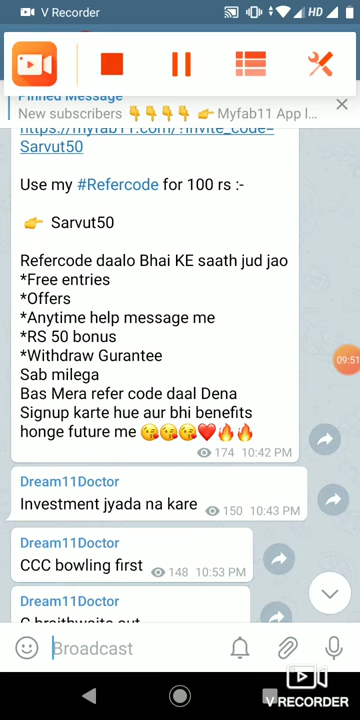 V Recorder
HD
Pinned Message
New subscribers 👇👇👇👇 👉 Myfab11 App l...
https://myfab11.com/?invite_code=
Sarvut50
Use my #Refercode for 100 rs :-
👉 Sarvut50
Refercode daalo Bhai KE saath jud jao
*Free entries
*Offers
*Anytime help message me
*RS 50 bonus
*Withdraw Gurantee
Sab milega
Bas Mera refer code daal Dena
Signup karte hue aur bhi benefits
honge future me 😘😘😘❤️🔥🔥
174 10:42 PM
09:51
Dream11Doctor
Investment jyada na kare 150 10:43 PM
Dream11Doctor
CCC bowling first 148 10:53 PM
Dream11Doctor
C braithwaite out
Broadcast
V RECORDER